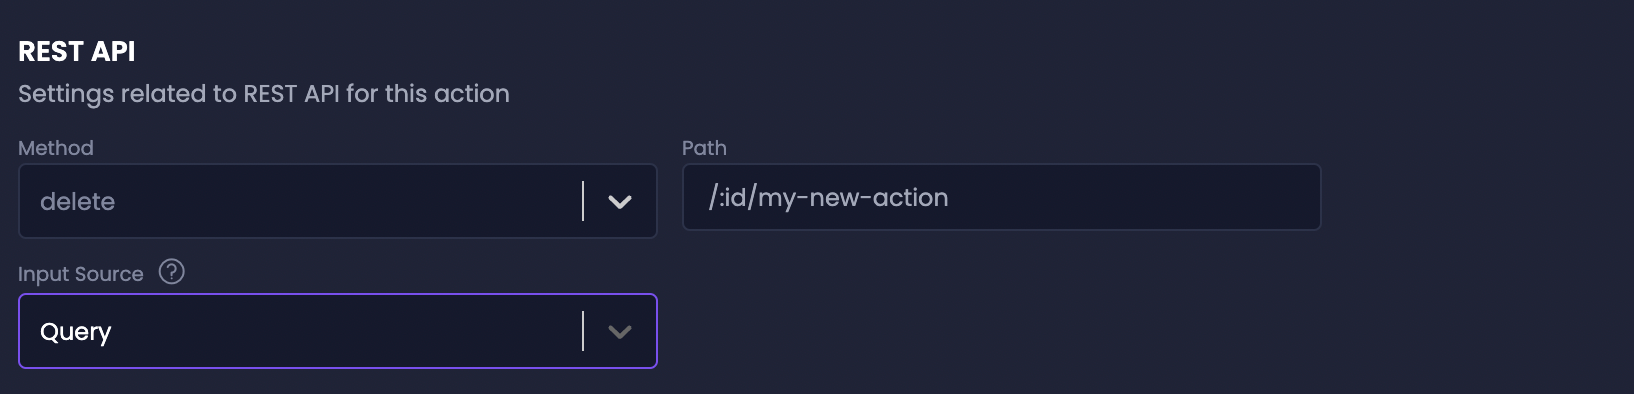 REST API
Settings related to REST API for this action
Method
Path
delete
/:id/my-new-action
Input Source ?
Query